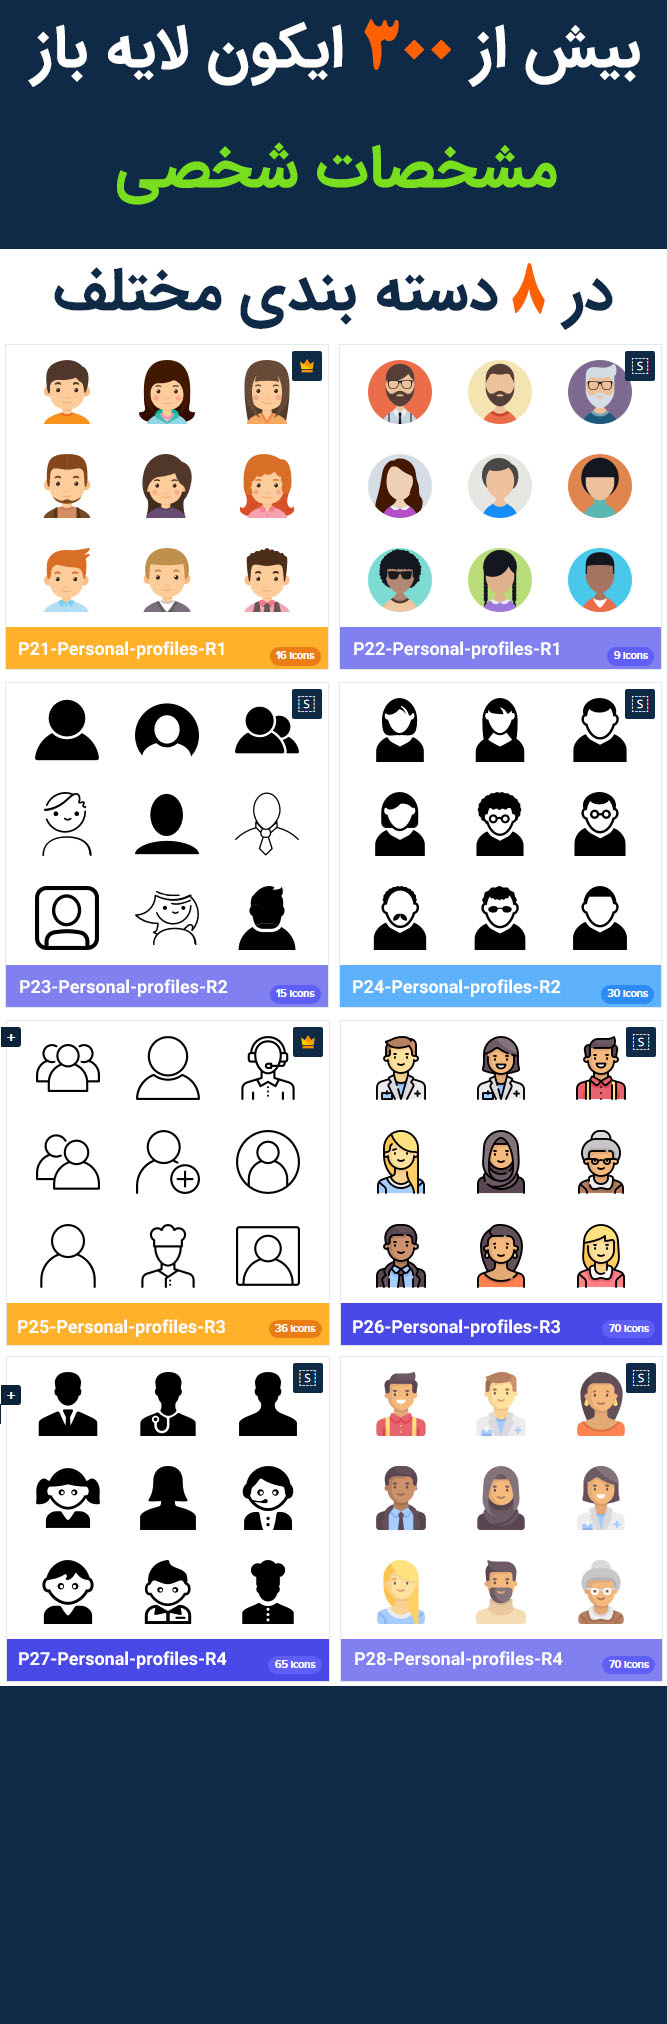 بیش از ۳۰۰ ایکون لایه باز
مشخصات شخصی
در ۸ دسته بندی مختلف
S
P21-Personal-profiles-R1
16 icons
P22-Personal-profiles-R1
9 icons
S
S
P23-Personal-profiles-R2
15 icons
P24-Personal-profiles-R2
30 icons
+
S
P25-Personal-profiles-R3
36 icons
P26-Personal-profiles-R3
70 icons
+
S
S
P27-Personal-profiles-R4
65 icons
P28-Personal-profiles-R4
70 icons